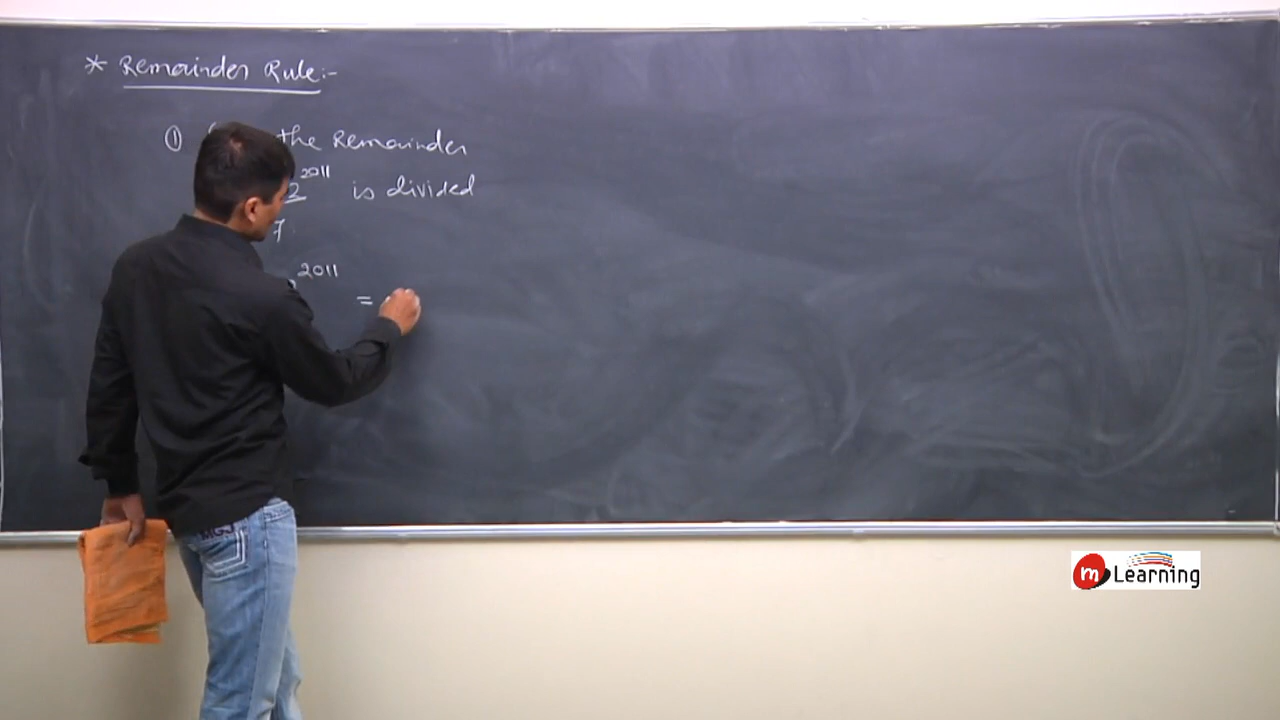 * Remainder Rule:-
① the Remainder
2^2011 is divided
7
2011 =
m Learning